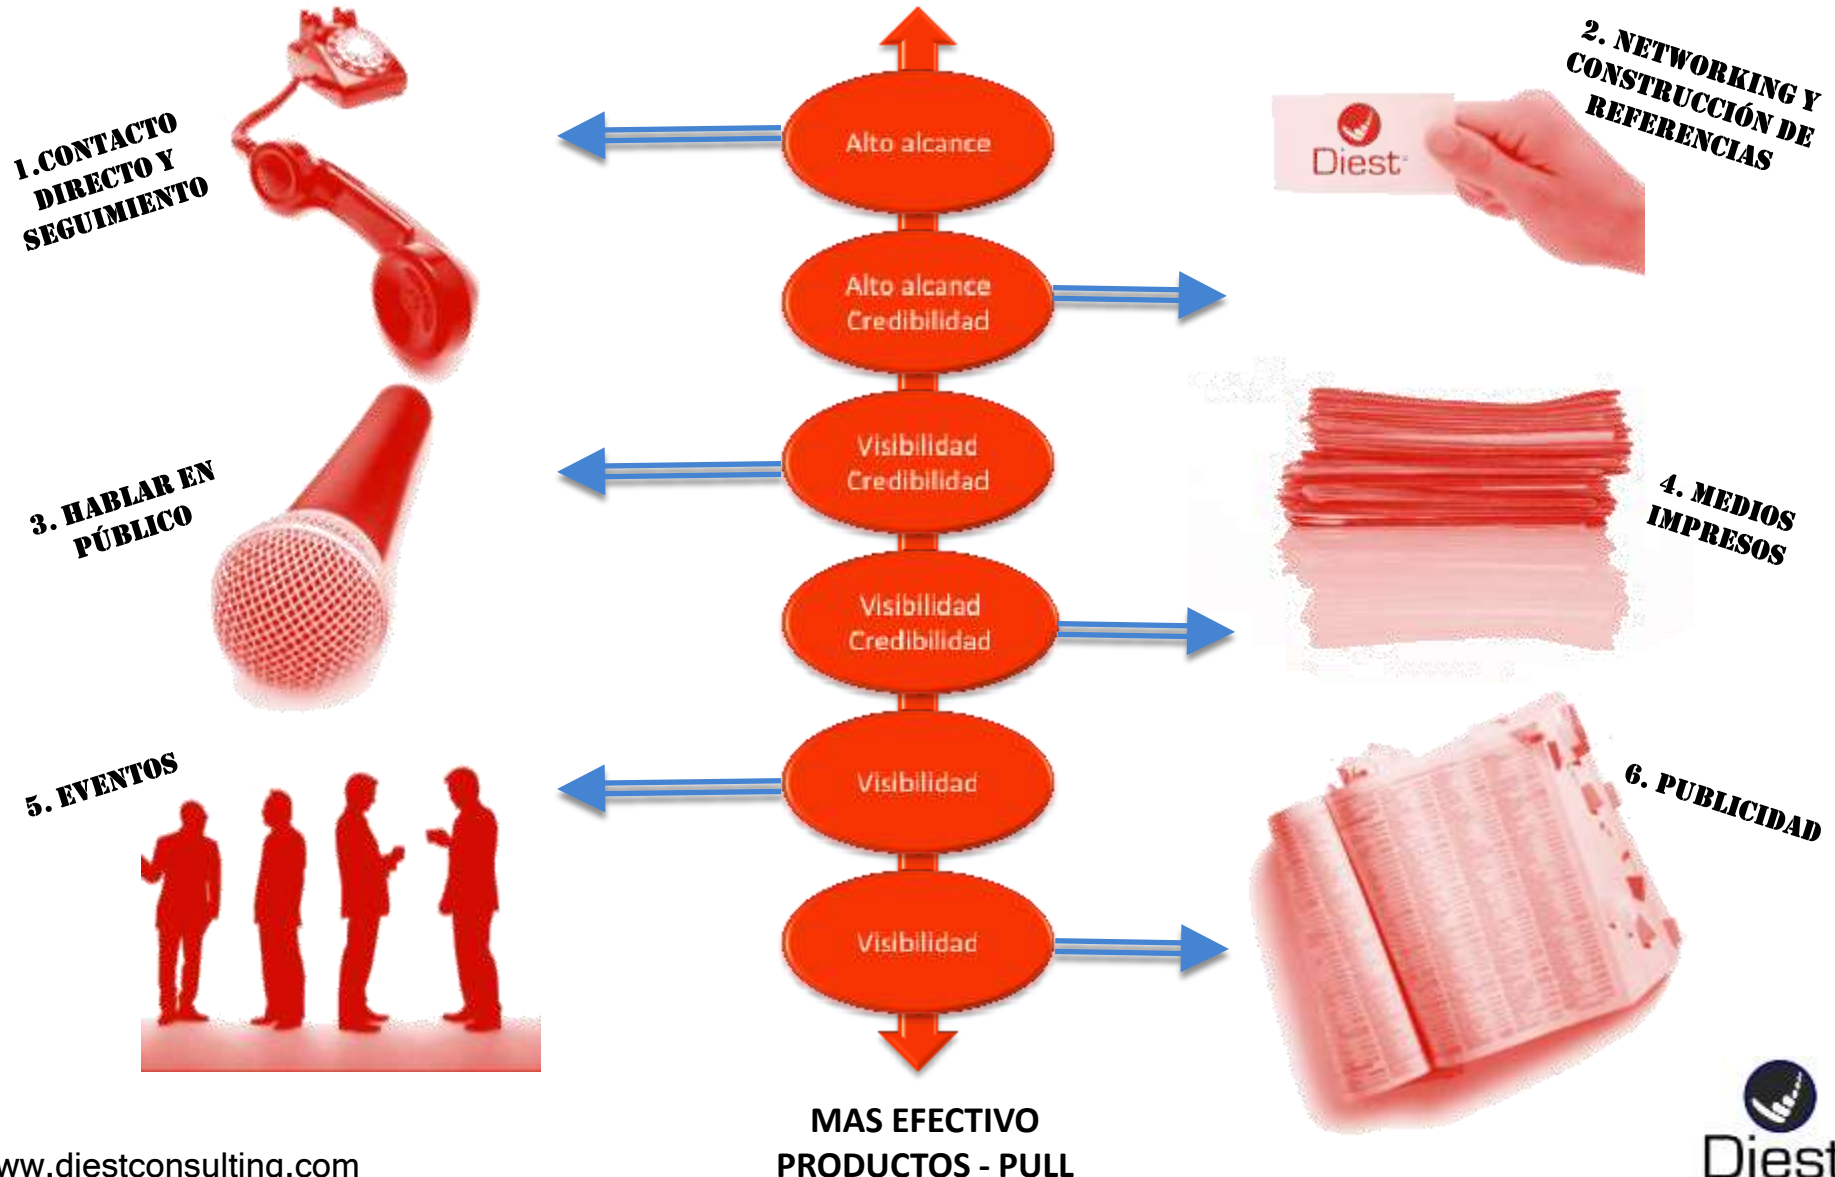 1.CONTACTO
DIRECTO Y
SEGUIMIENTO
Alto alcance
2. NETWORKING Y
CONSTRUCCIÓN DE
REFERENCIAS
Diest
Alto alcance
Credibilidad
3. HABLAR EN
PÚBLICO
Visibilidad
Credibilidad
4. MEDIOS
IMPRESOS
Visibilidad
Credibilidad
5. EVENTOS
Visibilidad
6. PUBLICIDAD
Visibilidad
MAS EFECTIVO
PRODUCTOS - PULL
ww.diestconsulting.com
Diest